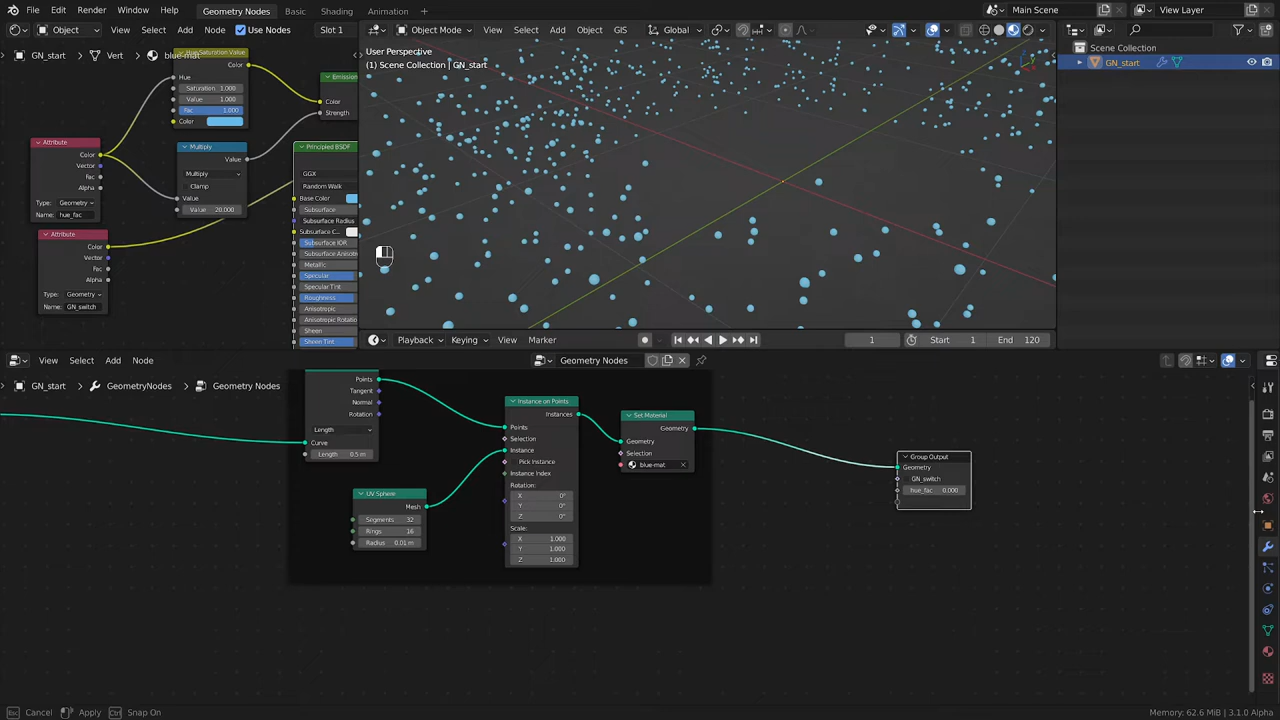 File Edit Render Window Help Geometry Nodes Basic Shading Animation Main Scene View Layer
Object View Select Add Node Use Nodes Slot 1
Object Mode View Select Add Object GIS Global
GN_start Vert blue-mat
User Perspective
(1) Scene Collection | GN_start
Scene Collection
GN_start
Hue Saturation Value
Color
Hue
Saturation 1.000
Value 1.000
Fac 1.000
Color
Emission
Color
Strength
Attribute
Color
Vector
Fac
Alpha
Type: Geometry
Name: hue_fac
Multiply
Value
Multiply
Clamp
Value
Value 20.000
Attribute
Color
Vector
Fac
Alpha
Type: Geometry
Name: GN_switch
Principled BSDF
GGX
Random Walk
Base Color
Subsurface
Subsurface Radius
Subsurface C...
Subsurface IOR
Subsurface Anisotro
Metallic
Specular
Specular Tint
Roughness
Anisotropic
Anisotropic Rotatio
Sheen
Sheen Tint
Playback Keying View Marker 1 Start 1 End 120
View Select Add Node Geometry Nodes
GN_start GeometryNodes Geometry Nodes
Points
Tangent
Normal
Rotation
Length
Curve
Length 0.5 m
UV Sphere
Mesh
Segments 32
Rings 16
Radius 0.01 m
Instance on Points
Instances
Points
Selection
Instance
Pick Instance
Instance Index
Rotation:
X 0°
Y 0°
Z 0°
Scale:
X 1.000
Y 1.000
Z 1.000
Set Material
Geometry
Geometry
Selection
blue-mat
Group Output
Geometry
GN_switch
hue_fac 0.000
Cancel Apply Ctrl Snap On Memory: 62.6 MiB | 3.1.0 Alpha